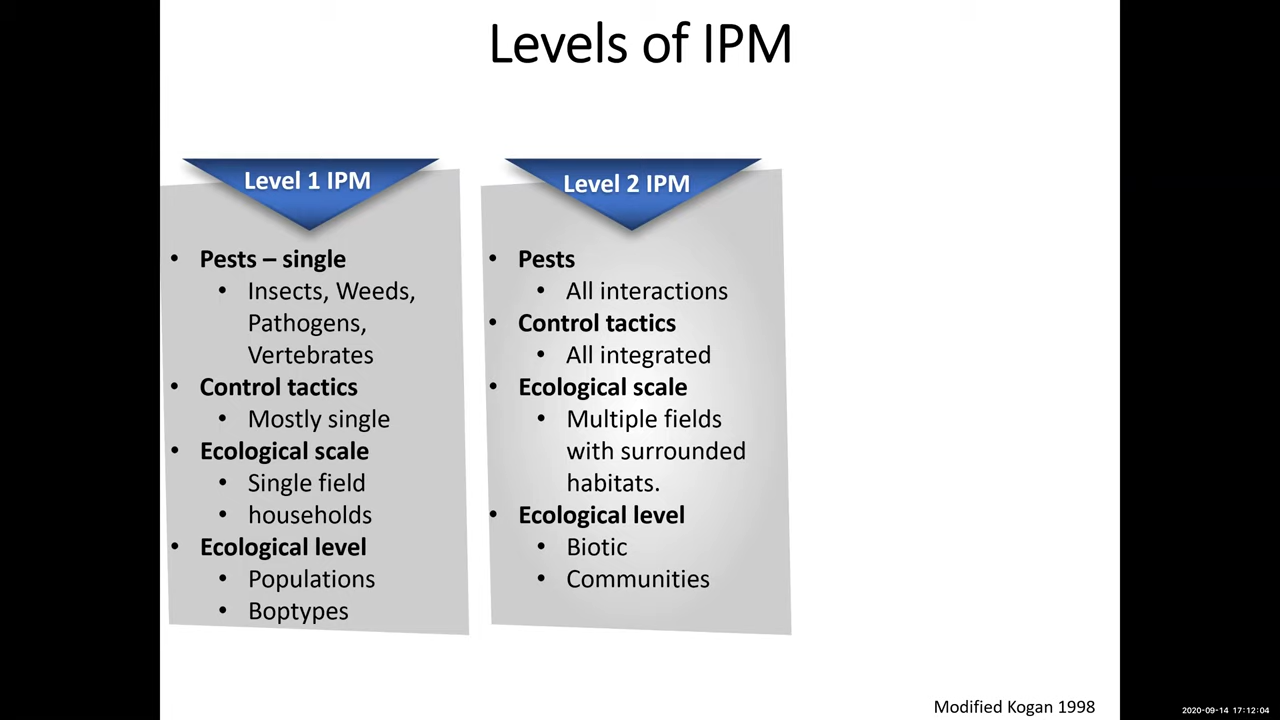 Levels of IPM
Level 1 IPM
• Pests – single
• Insects, Weeds,
Pathogens,
Vertebrates
• Control tactics
• Mostly single
• Ecological scale
• Single field
• households
• Ecological level
• Populations
• Boptypes
Level 2 IPM
• Pests
• All interactions
• Control tactics
• All integrated
• Ecological scale
• Multiple fields
with surrounded
habitats.
• Ecological level
• Biotic
• Communities
Modified Kogan 1998
2020-09-14 17:12:04